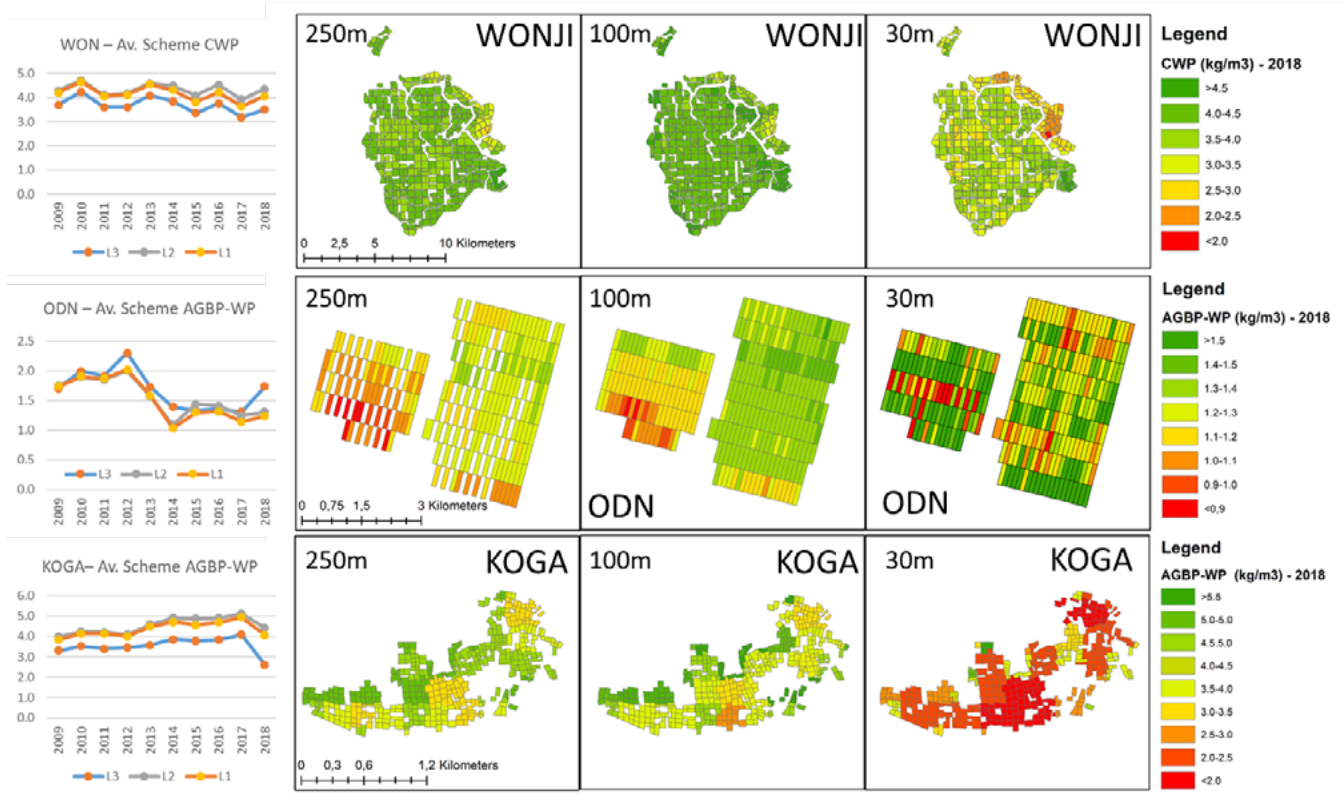 WON – Av. Scheme CWP
5.0
4.0
3.0
2.0
1.0
0.0
2009
2010
2011
2012
2013
2014
2015
2016
2017
2018
L3 L2 L1
250m WONJI
0 2,5 5 10 Kilometers
100m WONJI
30m WONJI
Legend
CWP (kg/m3) - 2018
>4.5
4.0-4.5
3.5-4.0
3.0-3.5
2.5-3.0
2.0-2.5
<2.0
ODN – Av. Scheme AGBP-WP
2.5
2.0
1.5
1.0
0.5
0.0
2009
2010
2011
2012
2013
2014
2015
2016
2017
2018
L3 L2 L1
250m
0 0,75 1,5 3 Kilometers
100m
ODN
30m
ODN
Legend
AGBP-WP (kg/m3) - 2018
>1.5
1.4-1.5
1.3-1.4
1.2-1.3
1.1-1.2
1.0-1.1
0.9-1.0
<0,9
KOGA– Av. Scheme AGBP-WP
6.0
5.0
4.0
3.0
2.0
1.0
0.0
2009
2010
2011
2012
2013
2014
2015
2016
2017
2018
L3 L2 L1
250m KOGA
0 0,3 0,6 1,2 Kilometers
100m KOGA
30m KOGA
Legend
AGBP-WP (kg/m3) - 2018
>5.5
5.0-5.0
4.5-5.0
4.0-4.5
3.5-4.0
3.0-3.5
2.5-3.0
2.0-2.5
<2.0